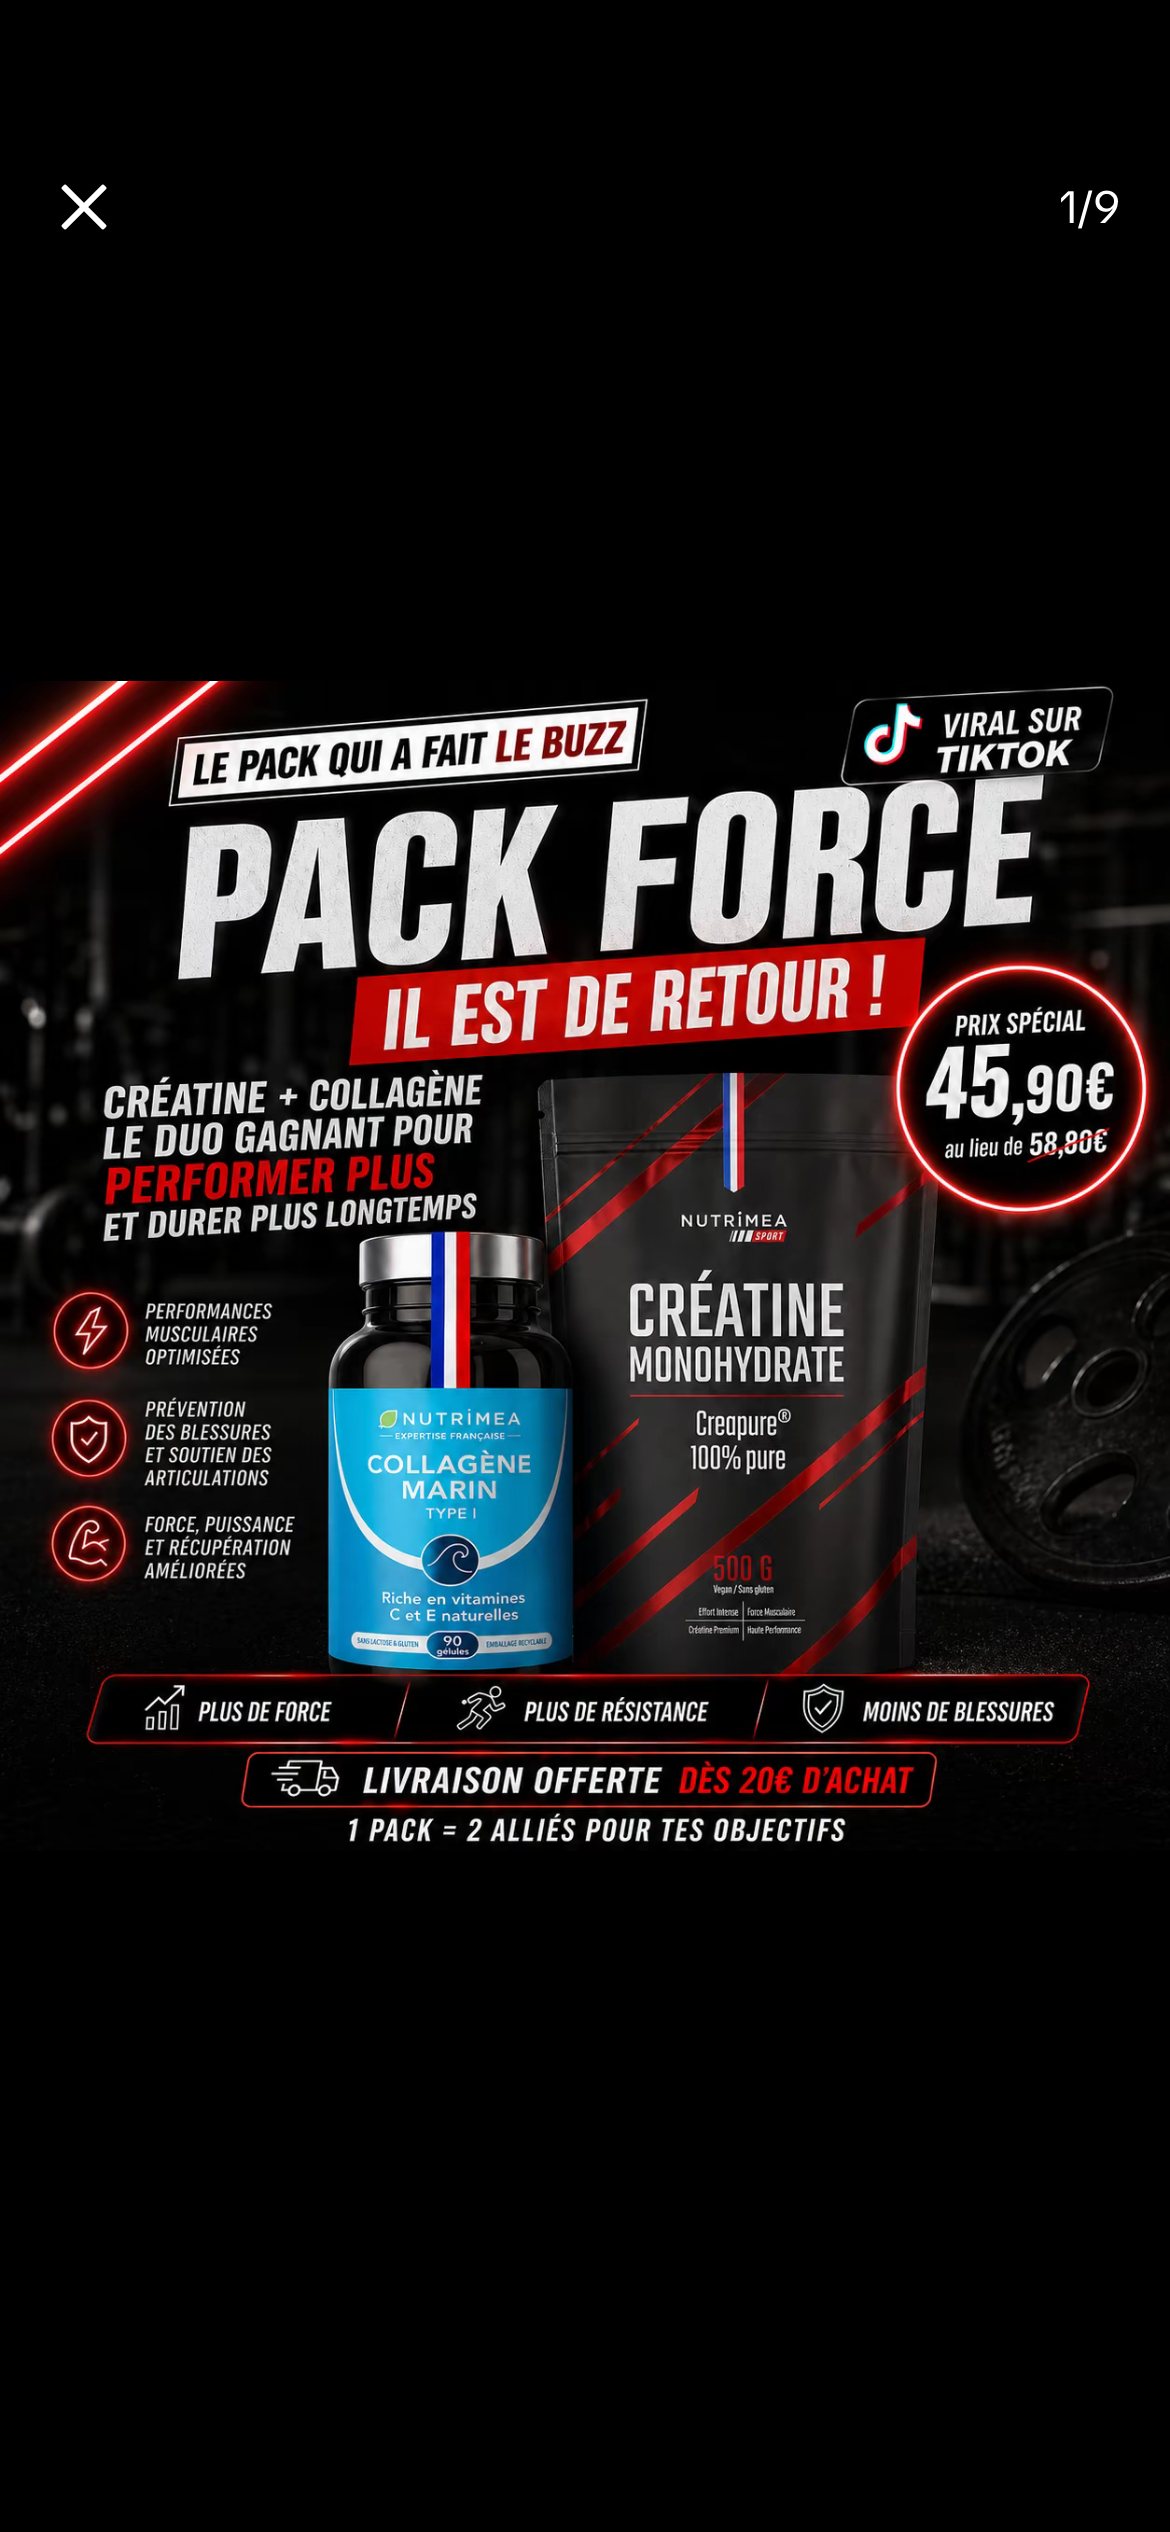 1/9
LE PACK QUI A FAIT LE BUZZ
VIRAL SUR
TIKTOK
PACK FORCE
IL EST DE RETOUR !
PRIX SPÉCIAL
45,90€
au lieu de 58,80€
CRÉATINE + COLLAGÈNE
LE DUO GAGNANT POUR
PERFORMER PLUS
ET DURER PLUS LONGTEMPS
PERFORMANCES
MUSCULAIRES
OPTIMISÉES
PRÉVENTION
DES BLESSURES
ET SOUTIEN DES
ARTICULATIONS
FORCE, PUISSANCE
ET RÉCUPÉRATION
AMÉLIORÉES
NUTRIMEA
EXPERTISE FRANÇAISE
COLLAGÈNE
MARIN
TYPE I
Riche en vitamines
C et E naturelles
SANS LACTOSE & GLUTEN
90
gélules
EMBALLAGE RECYCLABLE
NUTRIMEA
SPORT
CRÉATINE
MONOHYDRATE
Creapure®
100% pure
500 G
Vegan / Sans gluten
Effort Intense
Force Musculaire
Créatine Premium
Haute Performance
PLUS DE FORCE
PLUS DE RÉSISTANCE
MOINS DE BLESSURES
LIVRAISON OFFERTE DÈS 20€ D'ACHAT
1 PACK = 2 ALLIÉS POUR TES OBJECTIFS